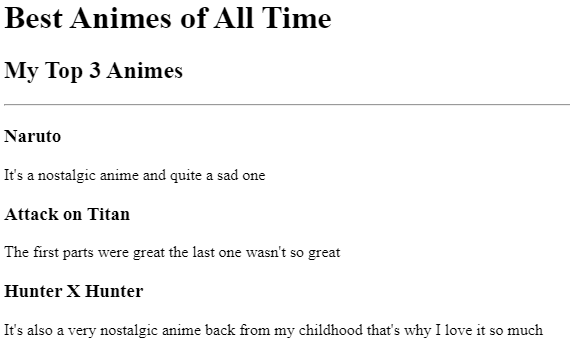 Best Animes of All Time
My Top 3 Animes
Naruto
It's a nostalgic anime and quite a sad one
Attack on Titan
The first parts were great the last one wasn't so great
Hunter X Hunter
It's also a very nostalgic anime back from my childhood that's why I love it so much